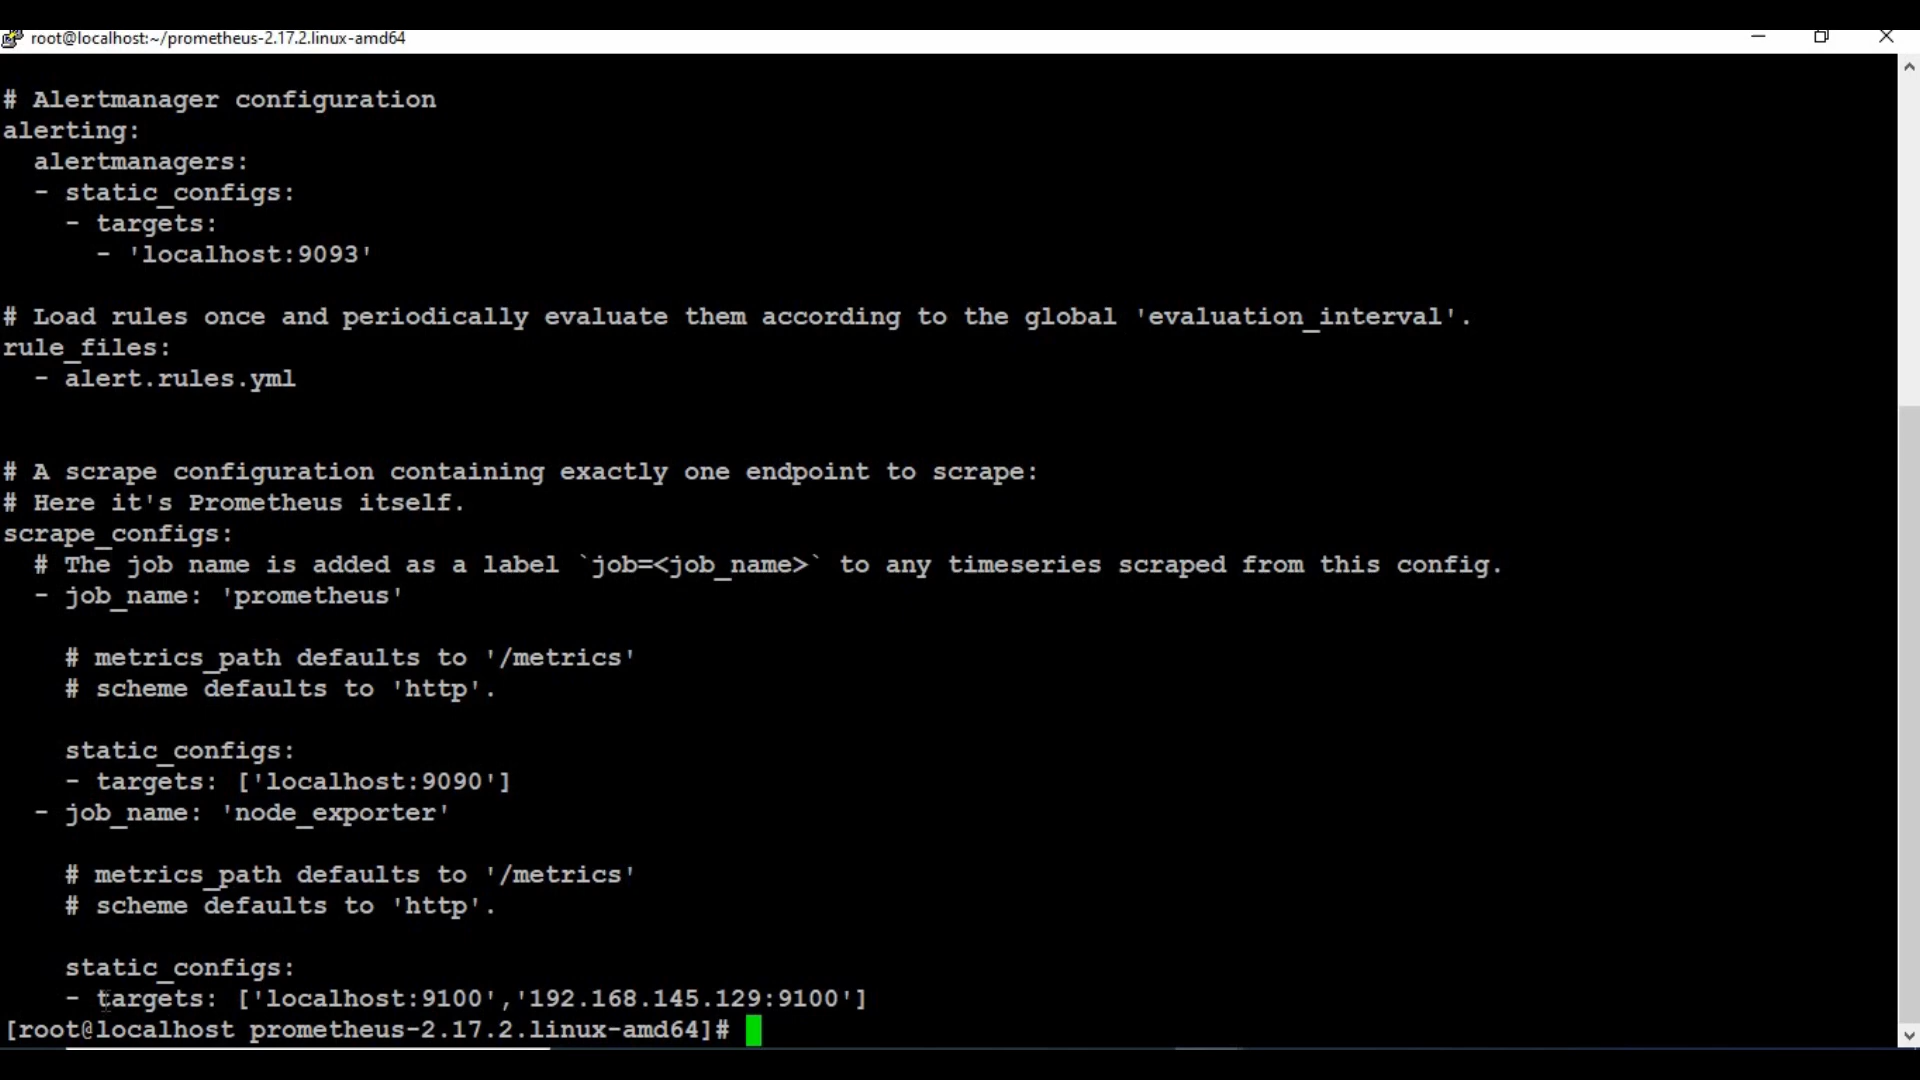 root@localhost:~/prometheus-2.17.2.linux-amd64
# Alertmanager configuration
alerting:
  alertmanagers:
  - static_configs:
    - targets:
      - 'localhost:9093'
# Load rules once and periodically evaluate them according to the global 'evaluation_interval'.
rule_files:
  - alert.rules.yml
# A scrape configuration containing exactly one endpoint to scrape:
# Here it's Prometheus itself.
scrape_configs:
  # The job name is added as a label `job=<job_name>` to any timeseries scraped from this config.
  - job_name: 'prometheus'
    # metrics_path defaults to '/metrics'
    # scheme defaults to 'http'.
    static_configs:
    - targets: ['localhost:9090']
  - job_name: 'node_exporter'
    # metrics_path defaults to '/metrics'
    # scheme defaults to 'http'.
    static_configs:
    - targets: ['localhost:9100','192.168.145.129:9100']
[root@localhost prometheus-2.17.2.linux-amd64]#